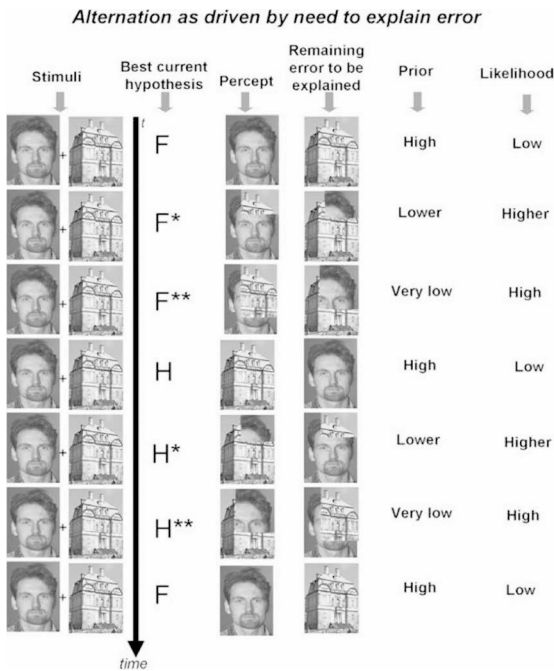 Alternation as driven by need to explain error
Stimuli
Best current
hypothesis
Percept
Remaining
error to be
explained
Prior
Likelihood
t
+ F High Low
+ F* Lower Higher
+ F** Very low High
+ H High Low
+ H* Lower Higher
+ H** Very low High
+ F High Low
time